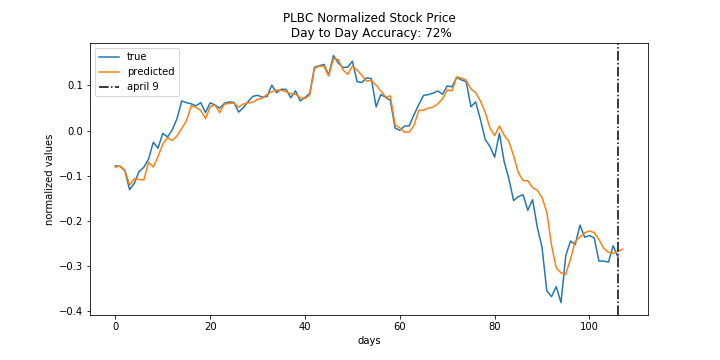 PLBC Normalized Stock Price
Day to Day Accuracy: 72%
true
predicted
april 9
normalized values
0.1
0.0
−0.1
−0.2
−0.3
−0.4
0 20 40 60 80 100
days